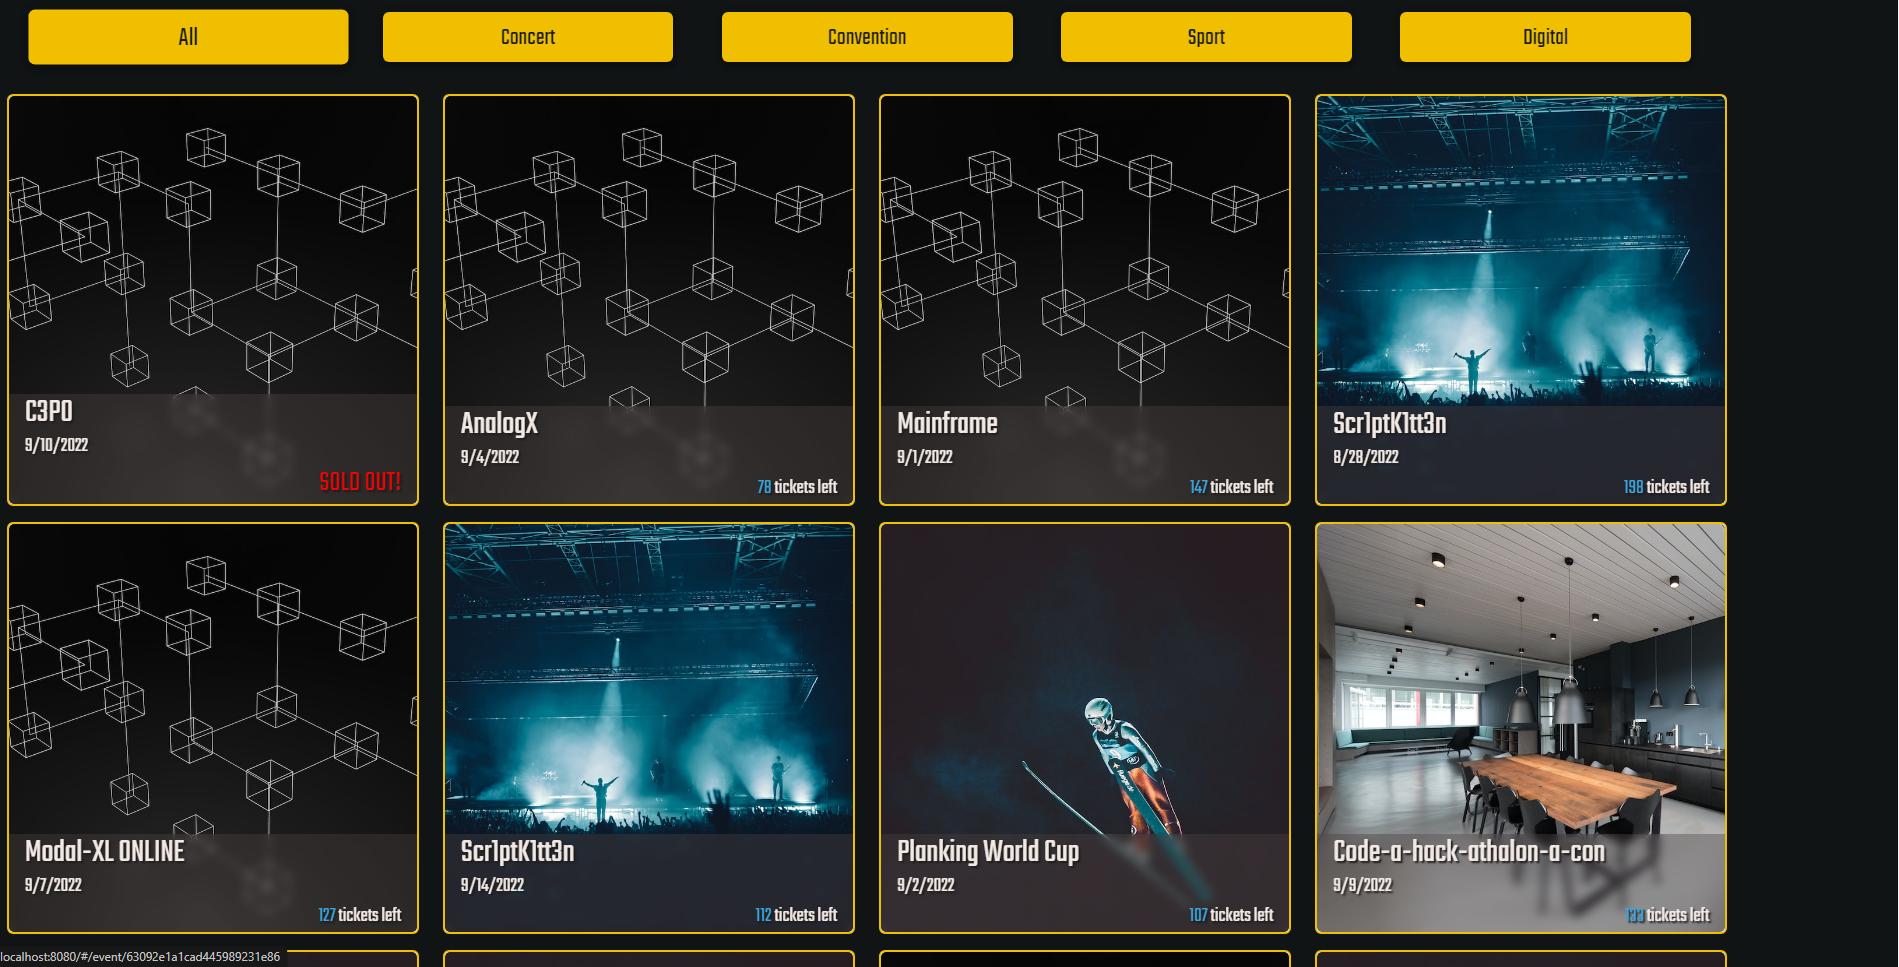 All
Concert
Convention
Sport
Digital
C3PO
9/10/2022
SOLD OUT!
AnalogX
9/4/2022
78 tickets left
Mainframe
9/1/2022
147 tickets left
Scr1ptK1tt3n
8/28/2022
198 tickets left
Modal-XL ONLINE
9/7/2022
127 tickets left
Scr1ptK1tt3n
9/14/2022
112 tickets left
Planking World Cup
9/2/2022
107 tickets left
Code-a-hack-athalon-a-con
9/9/2022
133 tickets left
localhost:8080/#/event/63092e1a1cad445989231e86